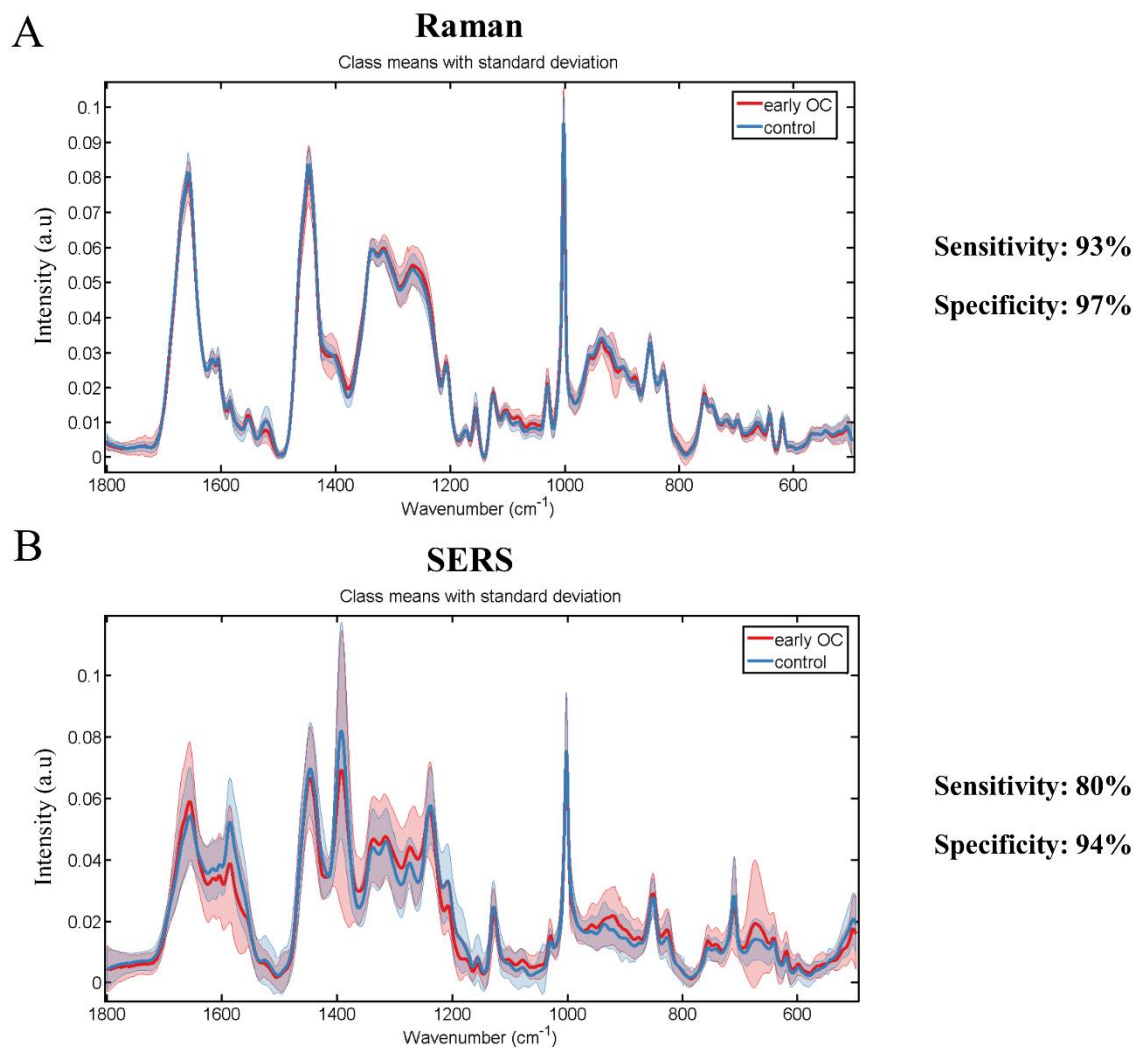 A
Raman
Class means with standard deviation
early OC
control
0.1
0.09
0.08
0.07
0.06
0.05
0.04
0.03
0.02
0.01
0
Intensity (a.u)
1800 1600 1400 1200 1000 800 600
Wavenumber (cm⁻¹)
Sensitivity: 93%
Specificity: 97%
B
SERS
Class means with standard deviation
early OC
control
0.1
0.08
0.06
0.04
0.02
0
Intensity (a.u)
1800 1600 1400 1200 1000 800 600
Wavenumber (cm⁻¹)
Sensitivity: 80%
Specificity: 94%